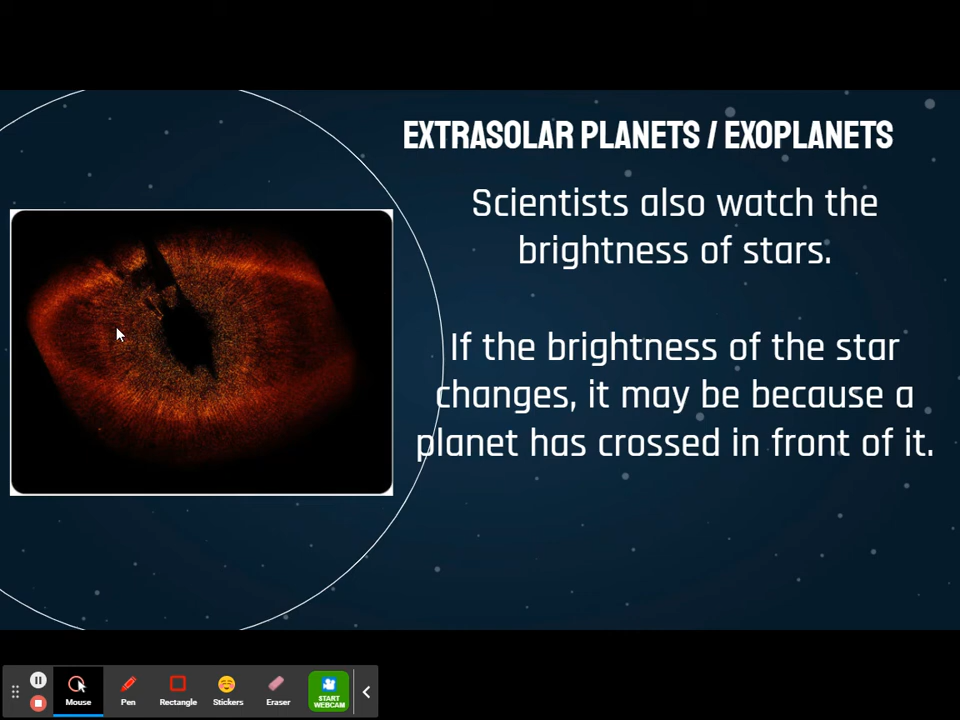 EXTRASOLAR PLANETS / EXOPLANETS
Scientists also watch the
brightness of stars.
If the brightness of the star
changes, it may be because a
planet has crossed in front of it.
Mouse
Pen
Rectangle
Stickers
Eraser
START
WEBCAM